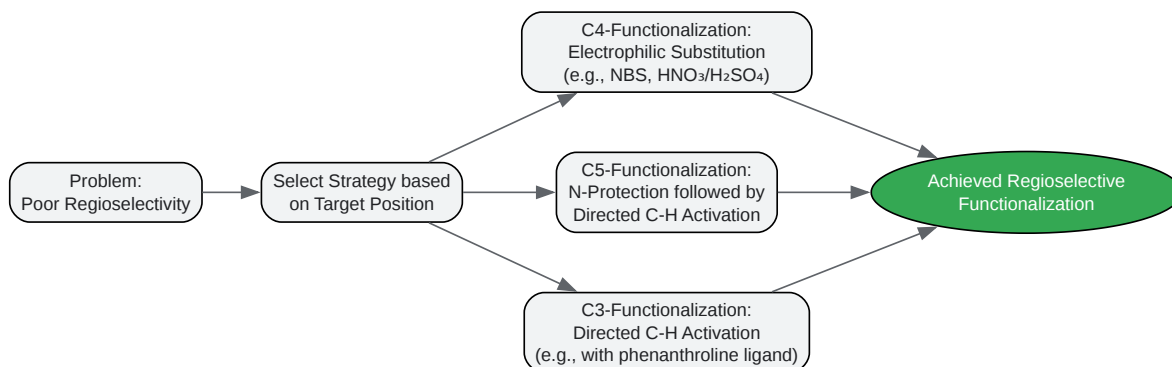 C4-Functionalization:
Electrophilic Substitution
(e.g., NBS, HNO₃/H₂SO₄)
Problem:
Poor Regioselectivity
Select Strategy based
on Target Position
C5-Functionalization:
N-Protection followed by
Directed C-H Activation
Achieved Regioselective
Functionalization
C3-Functionalization:
Directed C-H Activation
(e.g., with phenanthroline ligand)